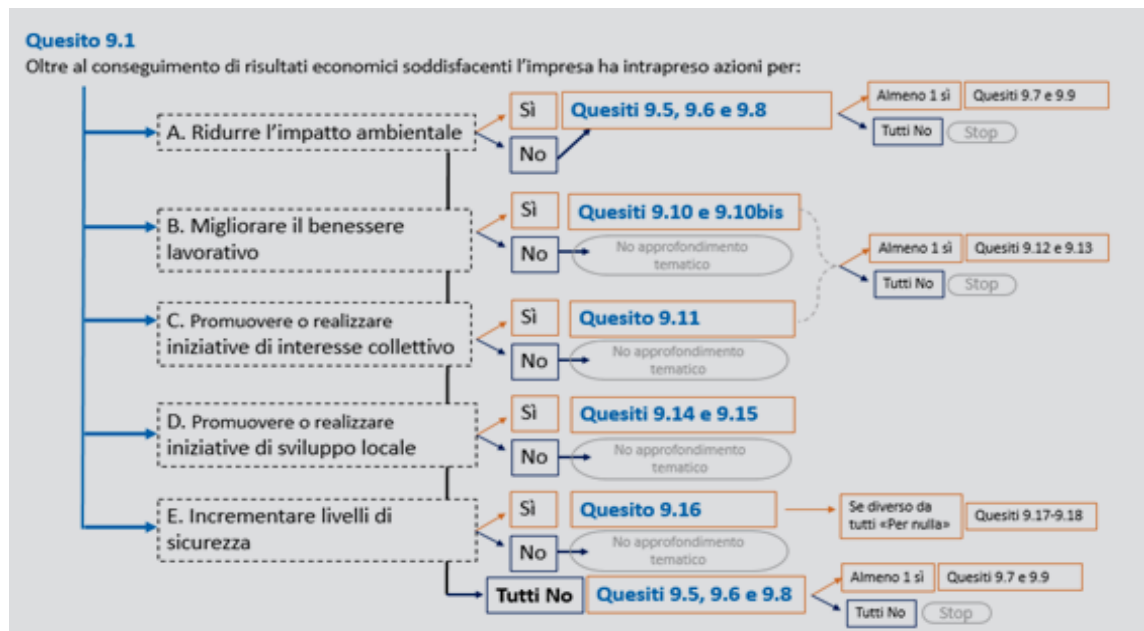 Quesito 9.1
Oltre al conseguimento di risultati economici soddisfacenti l'impresa ha intrapreso azioni per:
A. Ridurre l'impatto ambientale
Sì
Quesiti 9.5, 9.6 e 9.8
No
Almeno 1 sì
Quesiti 9.7 e 9.9
Tutti No
Stop
B. Migliorare il benessere
lavorativo
Sì
Quesiti 9.10 e 9.10bis
No
No approfondimento
tematico
Almeno 1 sì
Quesiti 9.12 e 9.13
Tutti No
Stop
C. Promuovere o realizzare
iniziative di interesse collettivo
Sì
Quesito 9.11
No
No approfondimento
tematico
D. Promuovere o realizzare
iniziative di sviluppo locale
Sì
Quesiti 9.14 e 9.15
No
No approfondimento
tematico
E. Incrementare livelli di
sicurezza
Sì
Quesito 9.16
Se diverso da
tutti «Per nulla»
Quesiti 9.17-9.18
No
No approfondimento
tematico
Tutti No
Quesiti 9.5, 9.6 e 9.8
Almeno 1 sì
Quesiti 9.7 e 9.9
Tutti No
Stop